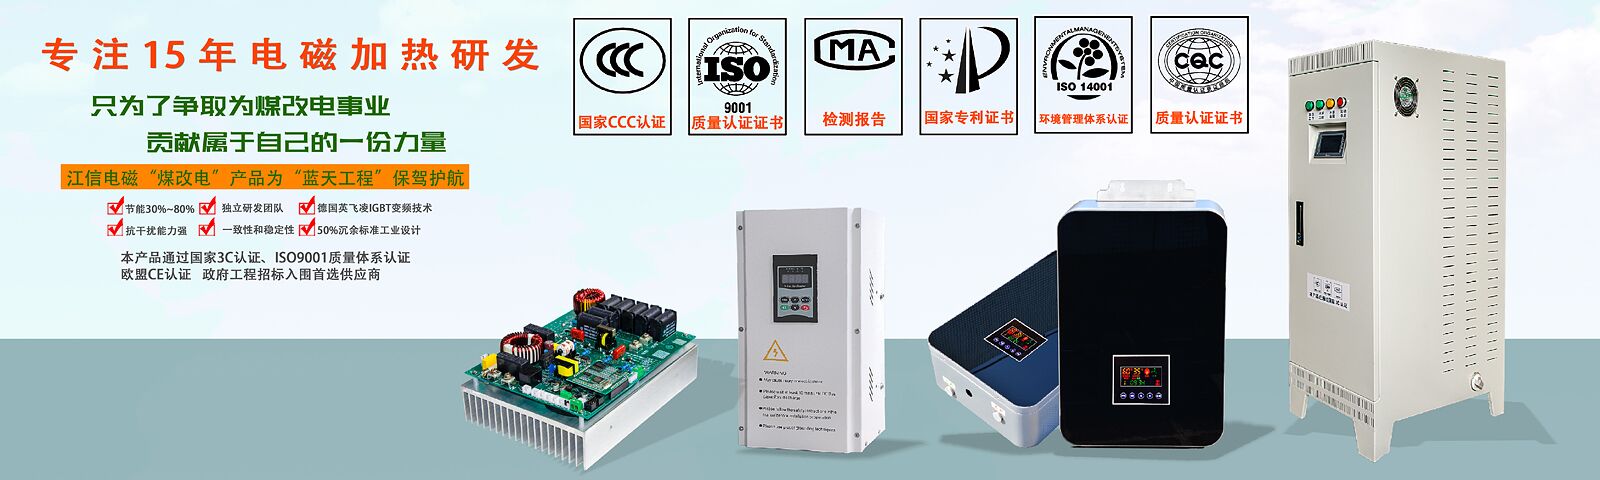 专注15年电磁加热研发
只为了争取为煤改电事业
贡献属于自己的一份力量
江信电磁“煤改电”产品为“蓝天工程”保驾护航
节能30%~80% 独立研发团队 德国英飞凌IGBT变频技术
抗干扰能力强 一致性和稳定性 50%沉余标准工业设计
本产品通过国家3C认证、ISO9001质量体系认证
欧盟CE认证 政府工程招标入围首选供应商
CCC
国家CCC认证
International Organization for Standardization
ISO
9001
质量认证证书
CMA
检测报告
国家专利证书
ENVIRONMENTALMANAGEMENTSYSTEM
ISO 14001
环境管理体系认证
CERTIFICATION ORGANIZATION
CQC
质量认证证书
WARNING